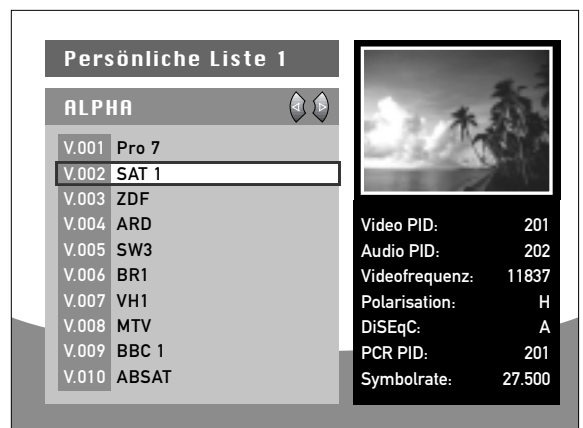 Persönliche Liste 1
ALPHA
V.001 Pro 7
V.002 SAT 1
V.003 ZDF
V.004 ARD
V.005 SW3
V.006 BR1
V.007 VH1
V.008 MTV
V.009 BBC 1
V.010 ABSAT
Video PID: 201
Audio PID: 202
Videofrequenz: 11837
Polarisation: H
DiSEqC: A
PCR PID: 201
Symbolrate: 27.500